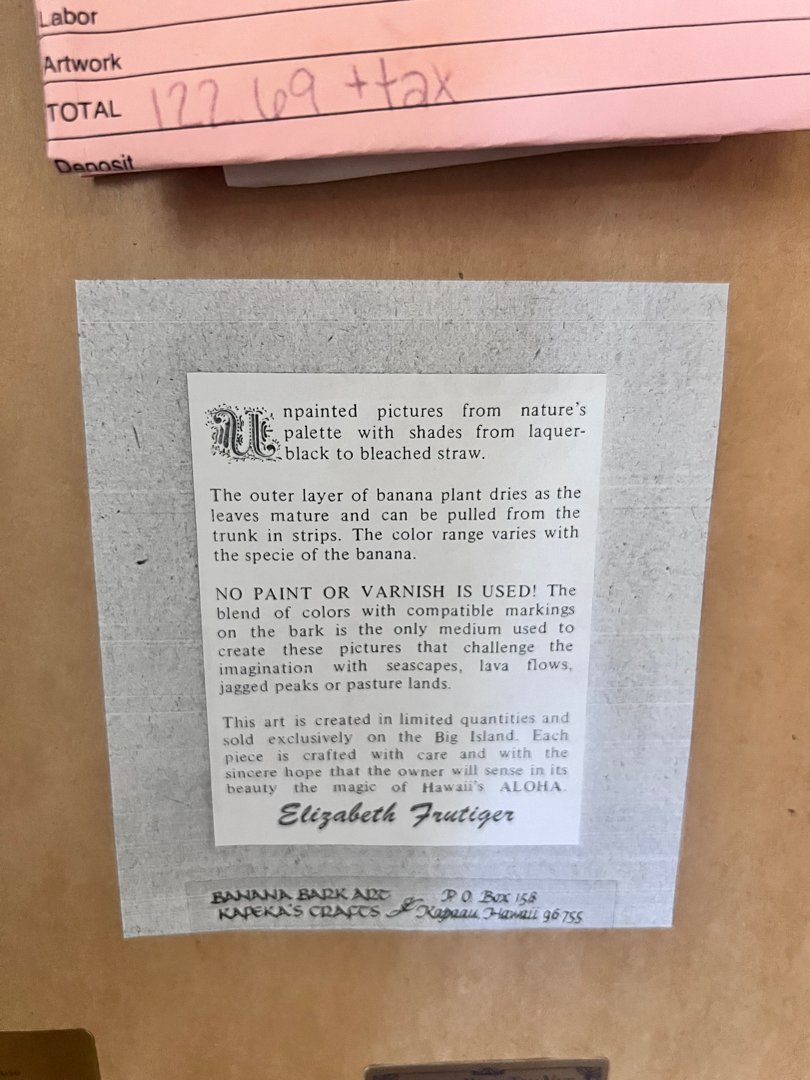 Labor
Artwork
TOTAL 122.69 + tax
Deposit
Unpainted pictures from nature's
palette with shades from laquer-
black to bleached straw.
The outer layer of banana plant dries as the
leaves mature and can be pulled from the
trunk in strips. The color range varies with
the specie of the banana.
NO PAINT OR VARNISH IS USED! The
blend of colors with compatible markings
on the bark is the only medium used to
create these pictures that challenge the
imagination with seascapes, lava flows,
jagged peaks or pasture lands.
This art is created in limited quantities and
sold exclusively on the Big Island. Each
piece is crafted with care and with the
sincere hope that the owner will sense in its
beauty the magic of Hawaii's ALOHA.
Elizabeth Frutiger
BANANA BARK ART & P.O. Box 158
KAPEKA'S CRAFTS Kapaau, Hawaii 96755